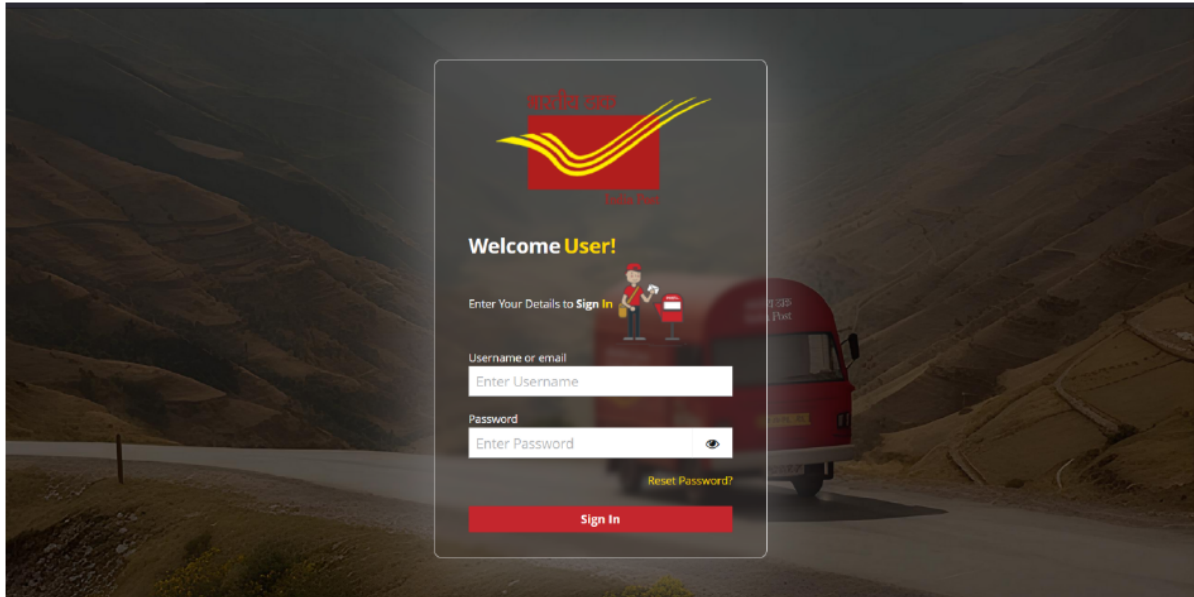 भारतीय डाक
India Post
Welcome User!
Enter Your Details to Sign In
Username or email
Enter Username
Password
Enter Password
Reset Password?
Sign In
Post